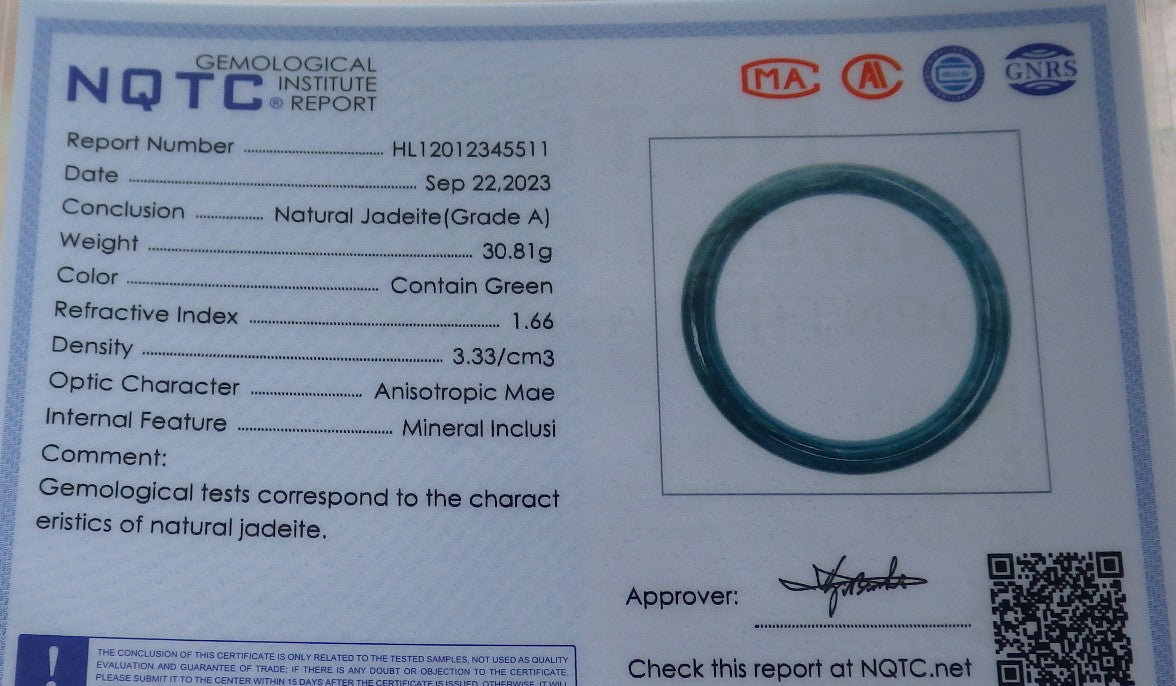 NQTC® GEMOLOGICAL INSTITUTE REPORT
MA
GNRS
Report Number HL12012345511
Date Sep 22,2023
Conclusion Natural Jadeite(Grade A)
Weight 30.81g
Color Contain Green
Refractive Index 1.66
Density 3.33/cm3
Optic Character Anisotropic Mae
Internal Feature Mineral Inclusi
Comment:
Gemological tests correspond to the charact
eristics of natural jadeite.
Approver:
Check this report at NQTC.net
! THE CONCLUSION OF THIS CERTIFICATE IS ONLY RELATED TO THE TESTED SAMPLES, NOT USED AS QUALITY
EVALUATION AND GUARANTEE OF TRADE; IF THERE IS ANY DOUBT OR OBJECTION TO THE CERTIFICATE,
PLEASE SUBMIT IT TO THE CENTER WITHIN 15 DAYS AFTER THE CERTIFICATE IS ISSUED, OTHERWISE, IT WILL